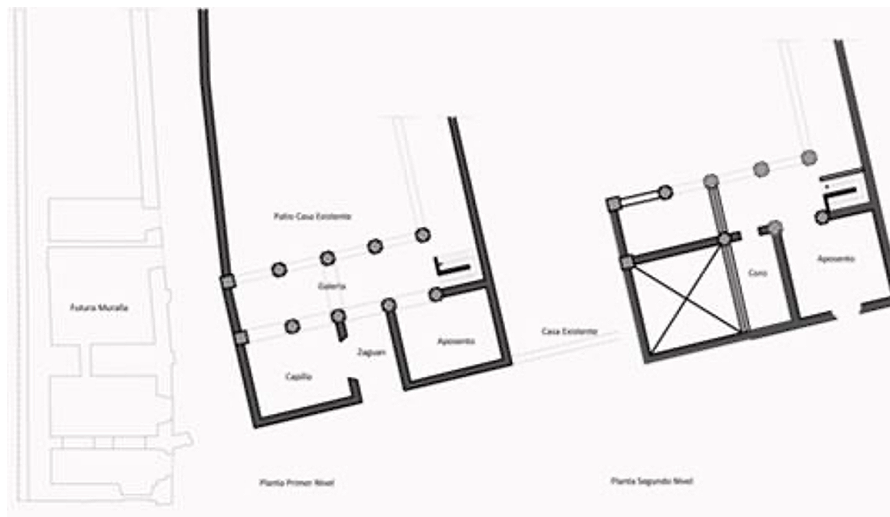 Patio Casa Existente
Galeria
Futura Muralla
Zaguan
Aposento
Capilla
Casa Existente
Coro
Aposento
Planta Primer Nivel
Planta Segundo Nivel